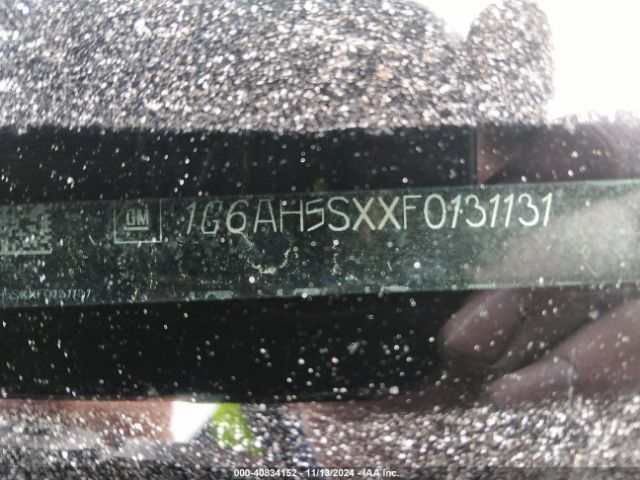 GM 1G6AH5SXXF0131131
000-40834152 - 11/13/2024 - IAA Inc.